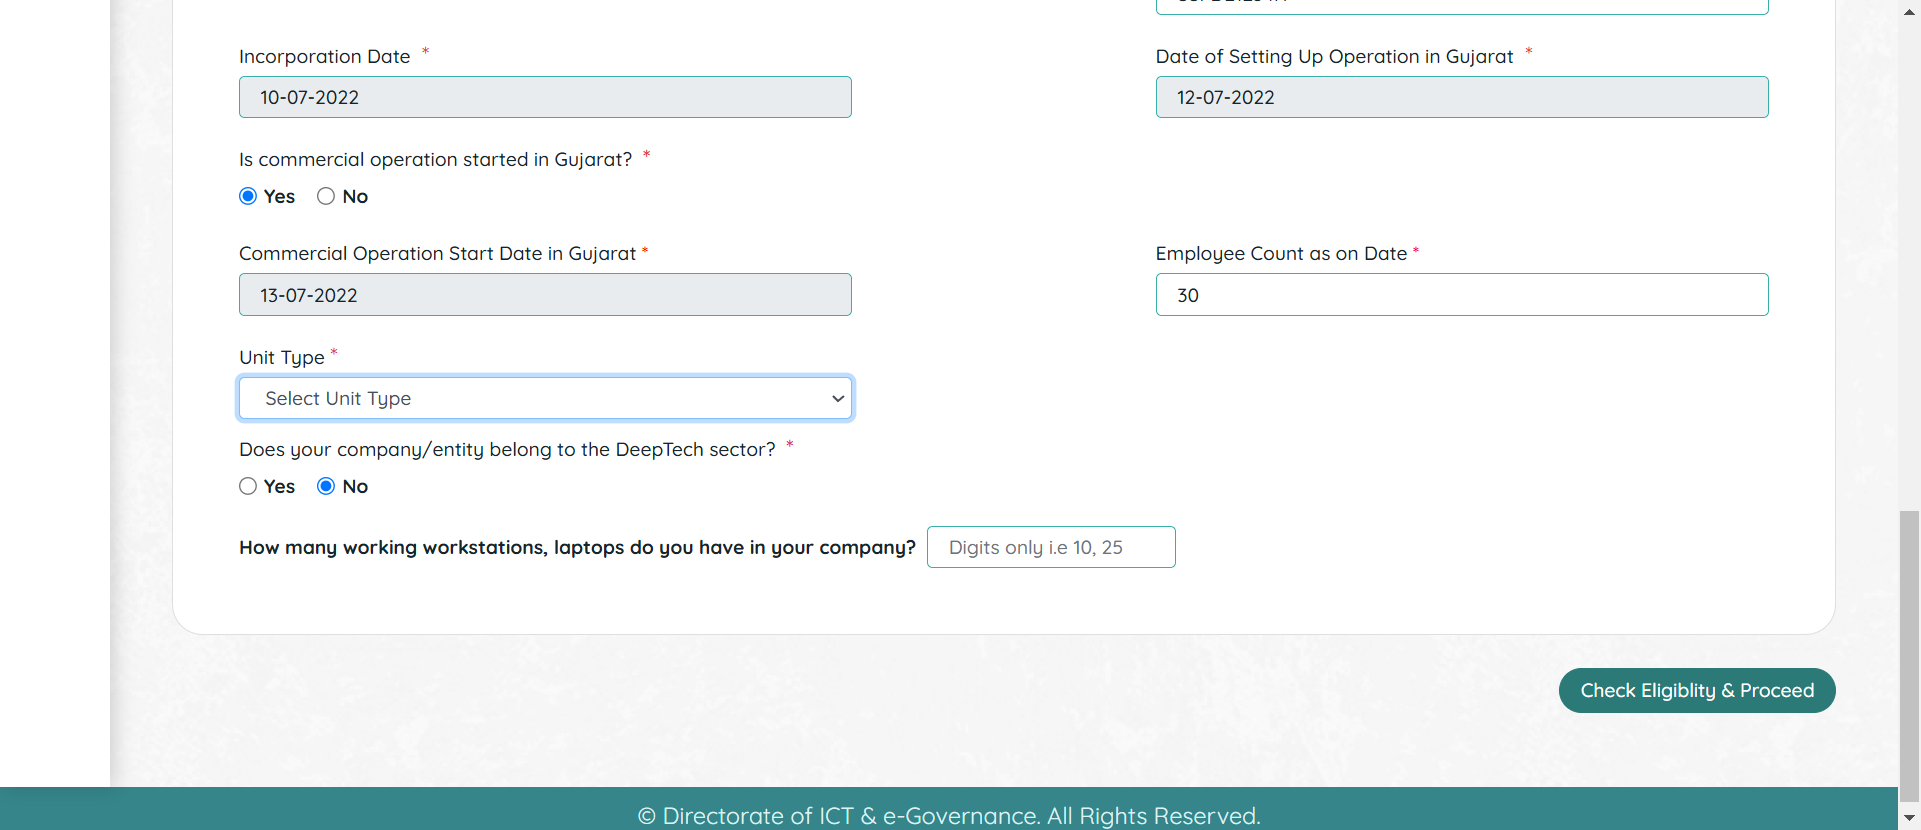 Incorporation Date *
Date of Setting Up Operation in Gujarat *
10-07-2022
12-07-2022
Is commercial operation started in Gujarat? *
Yes No
Commercial Operation Start Date in Gujarat *
Employee Count as on Date *
13-07-2022
30
Unit Type *
Select Unit Type
Does your company/entity belong to the DeepTech sector? *
Yes No
How many working workstations, laptops do you have in your company? Digits only i.e 10, 25
Check Eligiblity & Proceed
© Directorate of ICT & e-Governance. All Rights Reserved.